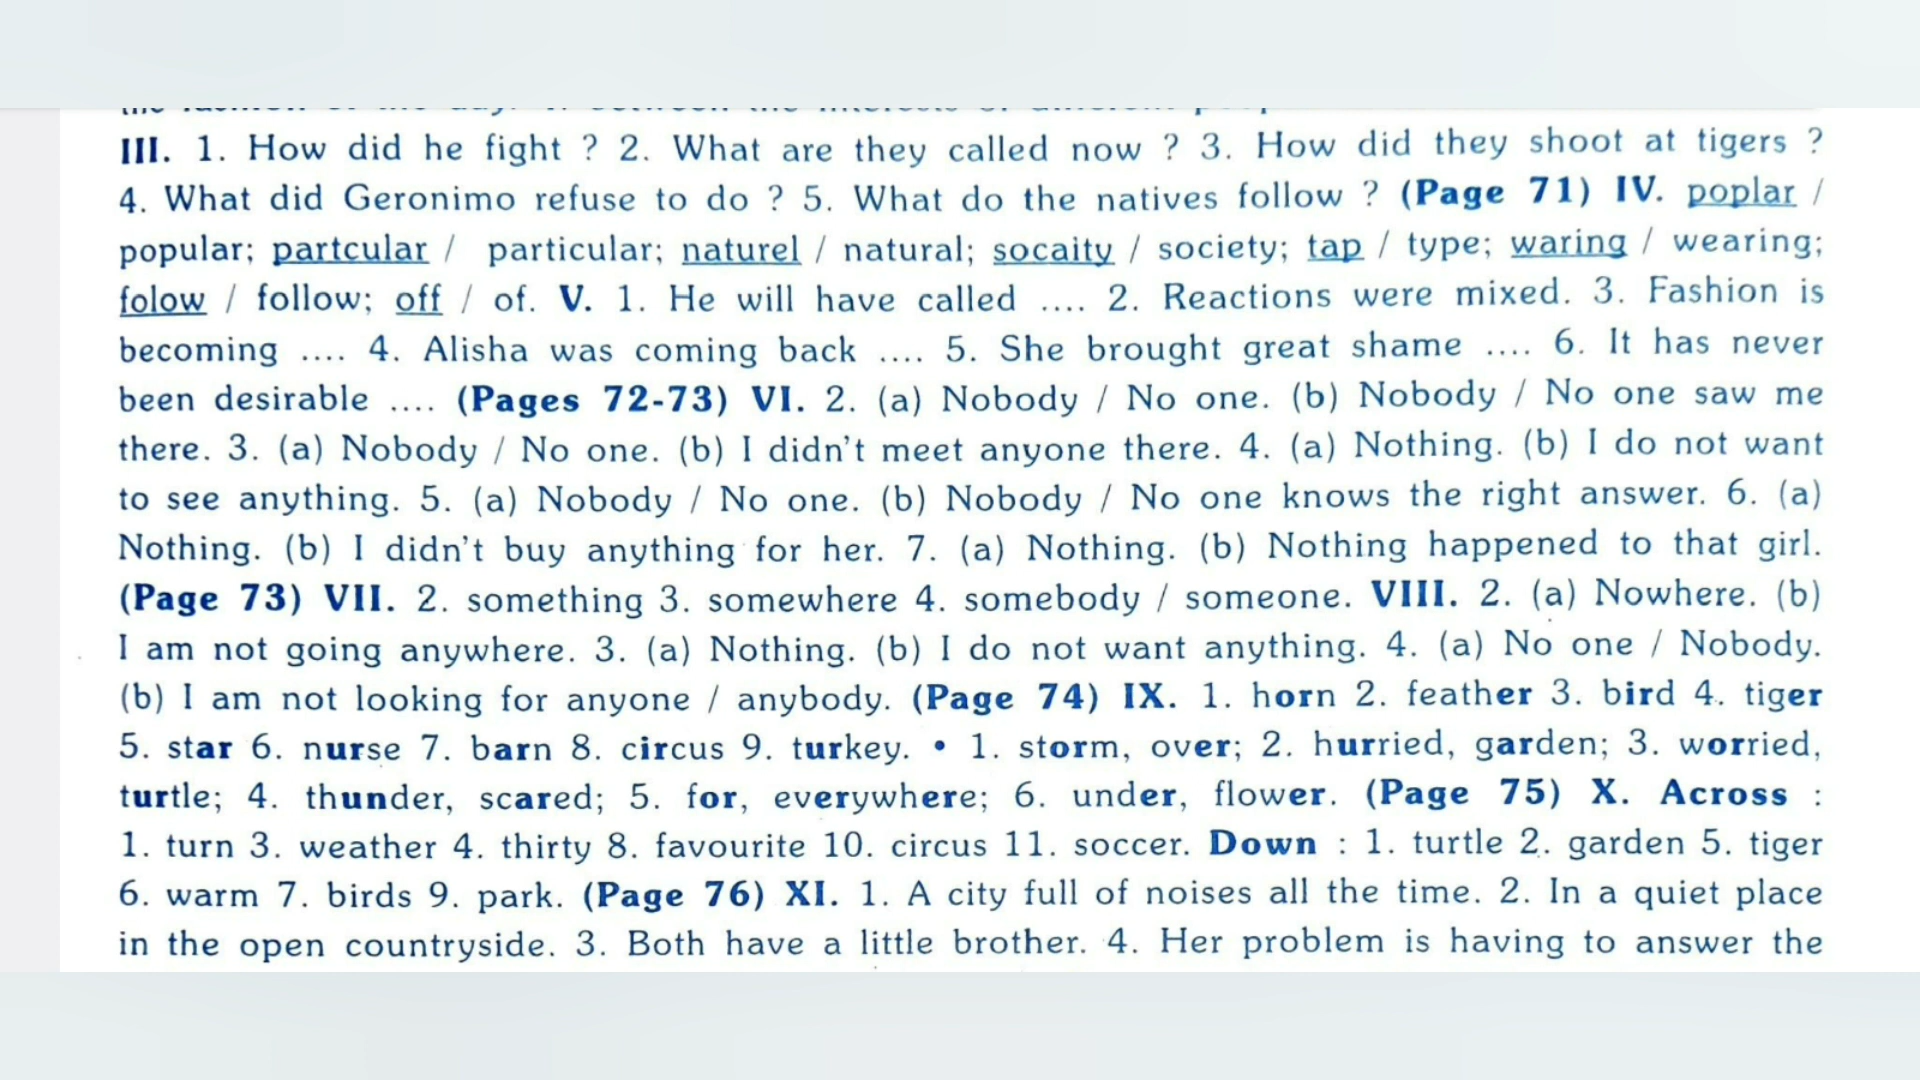 III. 1. How did he fight ? 2. What are they called now ? 3. How did they shoot at tigers ?
4. What did Geronimo refuse to do ? 5. What do the natives follow ? (Page 71) IV. poplar /
popular; partcular / particular; naturel / natural; socaity / society; tap / type; waring / wearing;
folow / follow; off / of. V. 1. He will have called .... 2. Reactions were mixed. 3. Fashion is
becoming .... 4. Alisha was coming back .... 5. She brought great shame .... 6. It has never
been desirable .... (Pages 72-73) VI. 2. (a) Nobody / No one. (b) Nobody / No one saw me
there. 3. (a) Nobody / No one. (b) I didn't meet anyone there. 4. (a) Nothing. (b) I do not want
to see anything. 5. (a) Nobody / No one. (b) Nobody / No one knows the right answer. 6. (a)
Nothing. (b) I didn't buy anything for her. 7. (a) Nothing. (b) Nothing happened to that girl.
(Page 73) VII. 2. something 3. somewhere 4. somebody / someone. VIII. 2. (a) Nowhere. (b)
I am not going anywhere. 3. (a) Nothing. (b) I do not want anything. 4. (a) No one / Nobody.
(b) I am not looking for anyone / anybody. (Page 74) IX. 1. horn 2. feather 3. bird 4. tiger
5. star 6. nurse 7. barn 8. circus 9. turkey. • 1. storm, over; 2. hurried, garden; 3. worried,
turtle; 4. thunder, scared; 5. for, everywhere; 6. under, flower. (Page 75) X. Across :
1. turn 3. weather 4. thirty 8. favourite 10. circus 11. soccer. Down : 1. turtle 2. garden 5. tiger
6. warm 7. birds 9. park. (Page 76) XI. 1. A city full of noises all the time. 2. In a quiet place
in the open countryside. 3. Both have a little brother. 4. Her problem is having to answer the